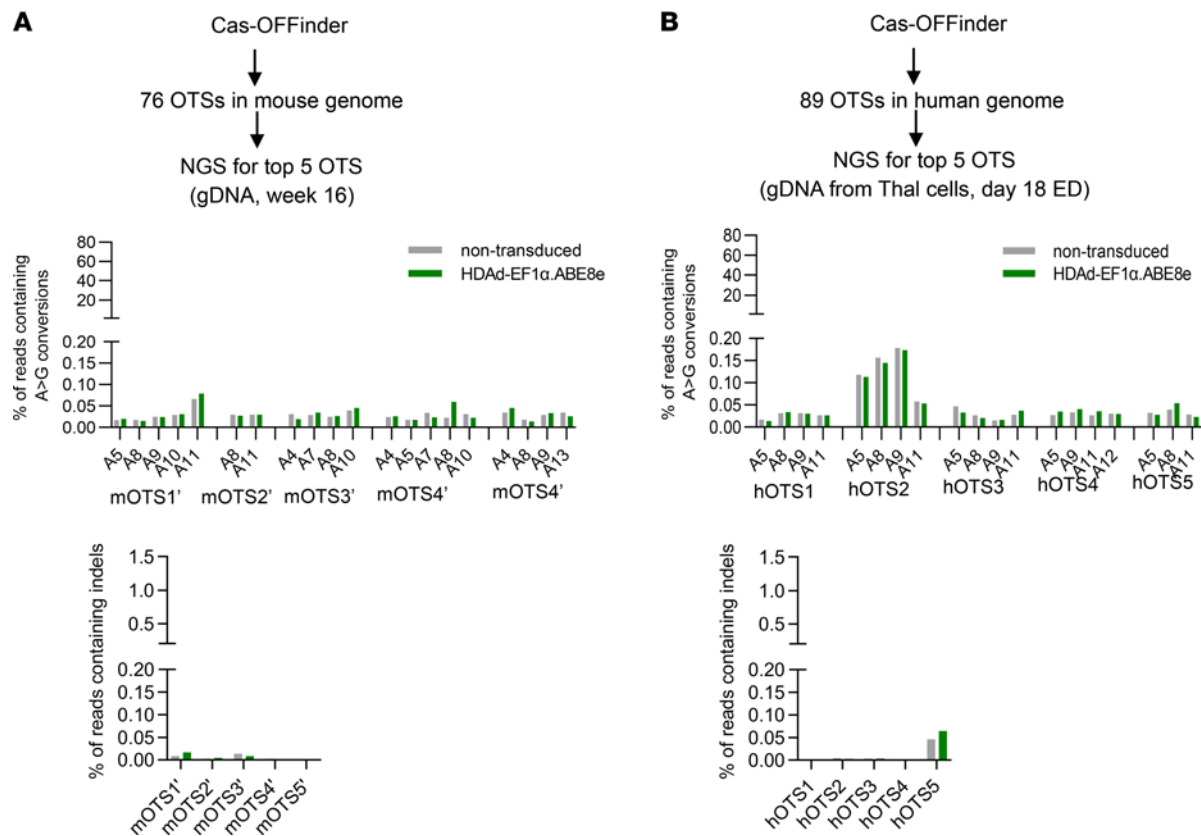 A
Cas-OFFinder
76 OTSs in mouse genome
NGS for top 5 OTS
(gDNA, week 16)
% of reads containing
A>G conversions
80
60
40
20
0.20
0.15
0.10
0.05
0.00
non-transduced
HDAd-EF1α.ABE8e
A5 A8 A9 A10 A11 A8 A11 A4 A7 A8 A10 A4 A5 A7 A8 A10 A4 A8 A9 A13
mOTS1' mOTS2' mOTS3' mOTS4' mOTS4'
% of reads containing indels
1.5
1.0
0.5
0.20
0.15
0.10
0.05
0.00
mOTS1' mOTS2' mOTS3' mOTS4' mOTS5'
B
Cas-OFFinder
89 OTSs in human genome
NGS for top 5 OTS
(gDNA from Thal cells, day 18 ED)
% of reads containing
A>G conversions
80
60
40
20
0.20
0.15
0.10
0.05
0.00
non-transduced
HDAd-EF1α.ABE8e
A5 A8 A9 A11 A5 A8 A9 A11 A5 A8 A9 A11 A5 A9 A11 A12 A5 A8 A11
hOTS1 hOTS2 hOTS3 hOTS4 hOTS5
% of reads containing indels
1.5
1.0
0.5
0.20
0.15
0.10
0.05
0.00
hOTS1 hOTS2 hOTS3 hOTS4 hOTS5